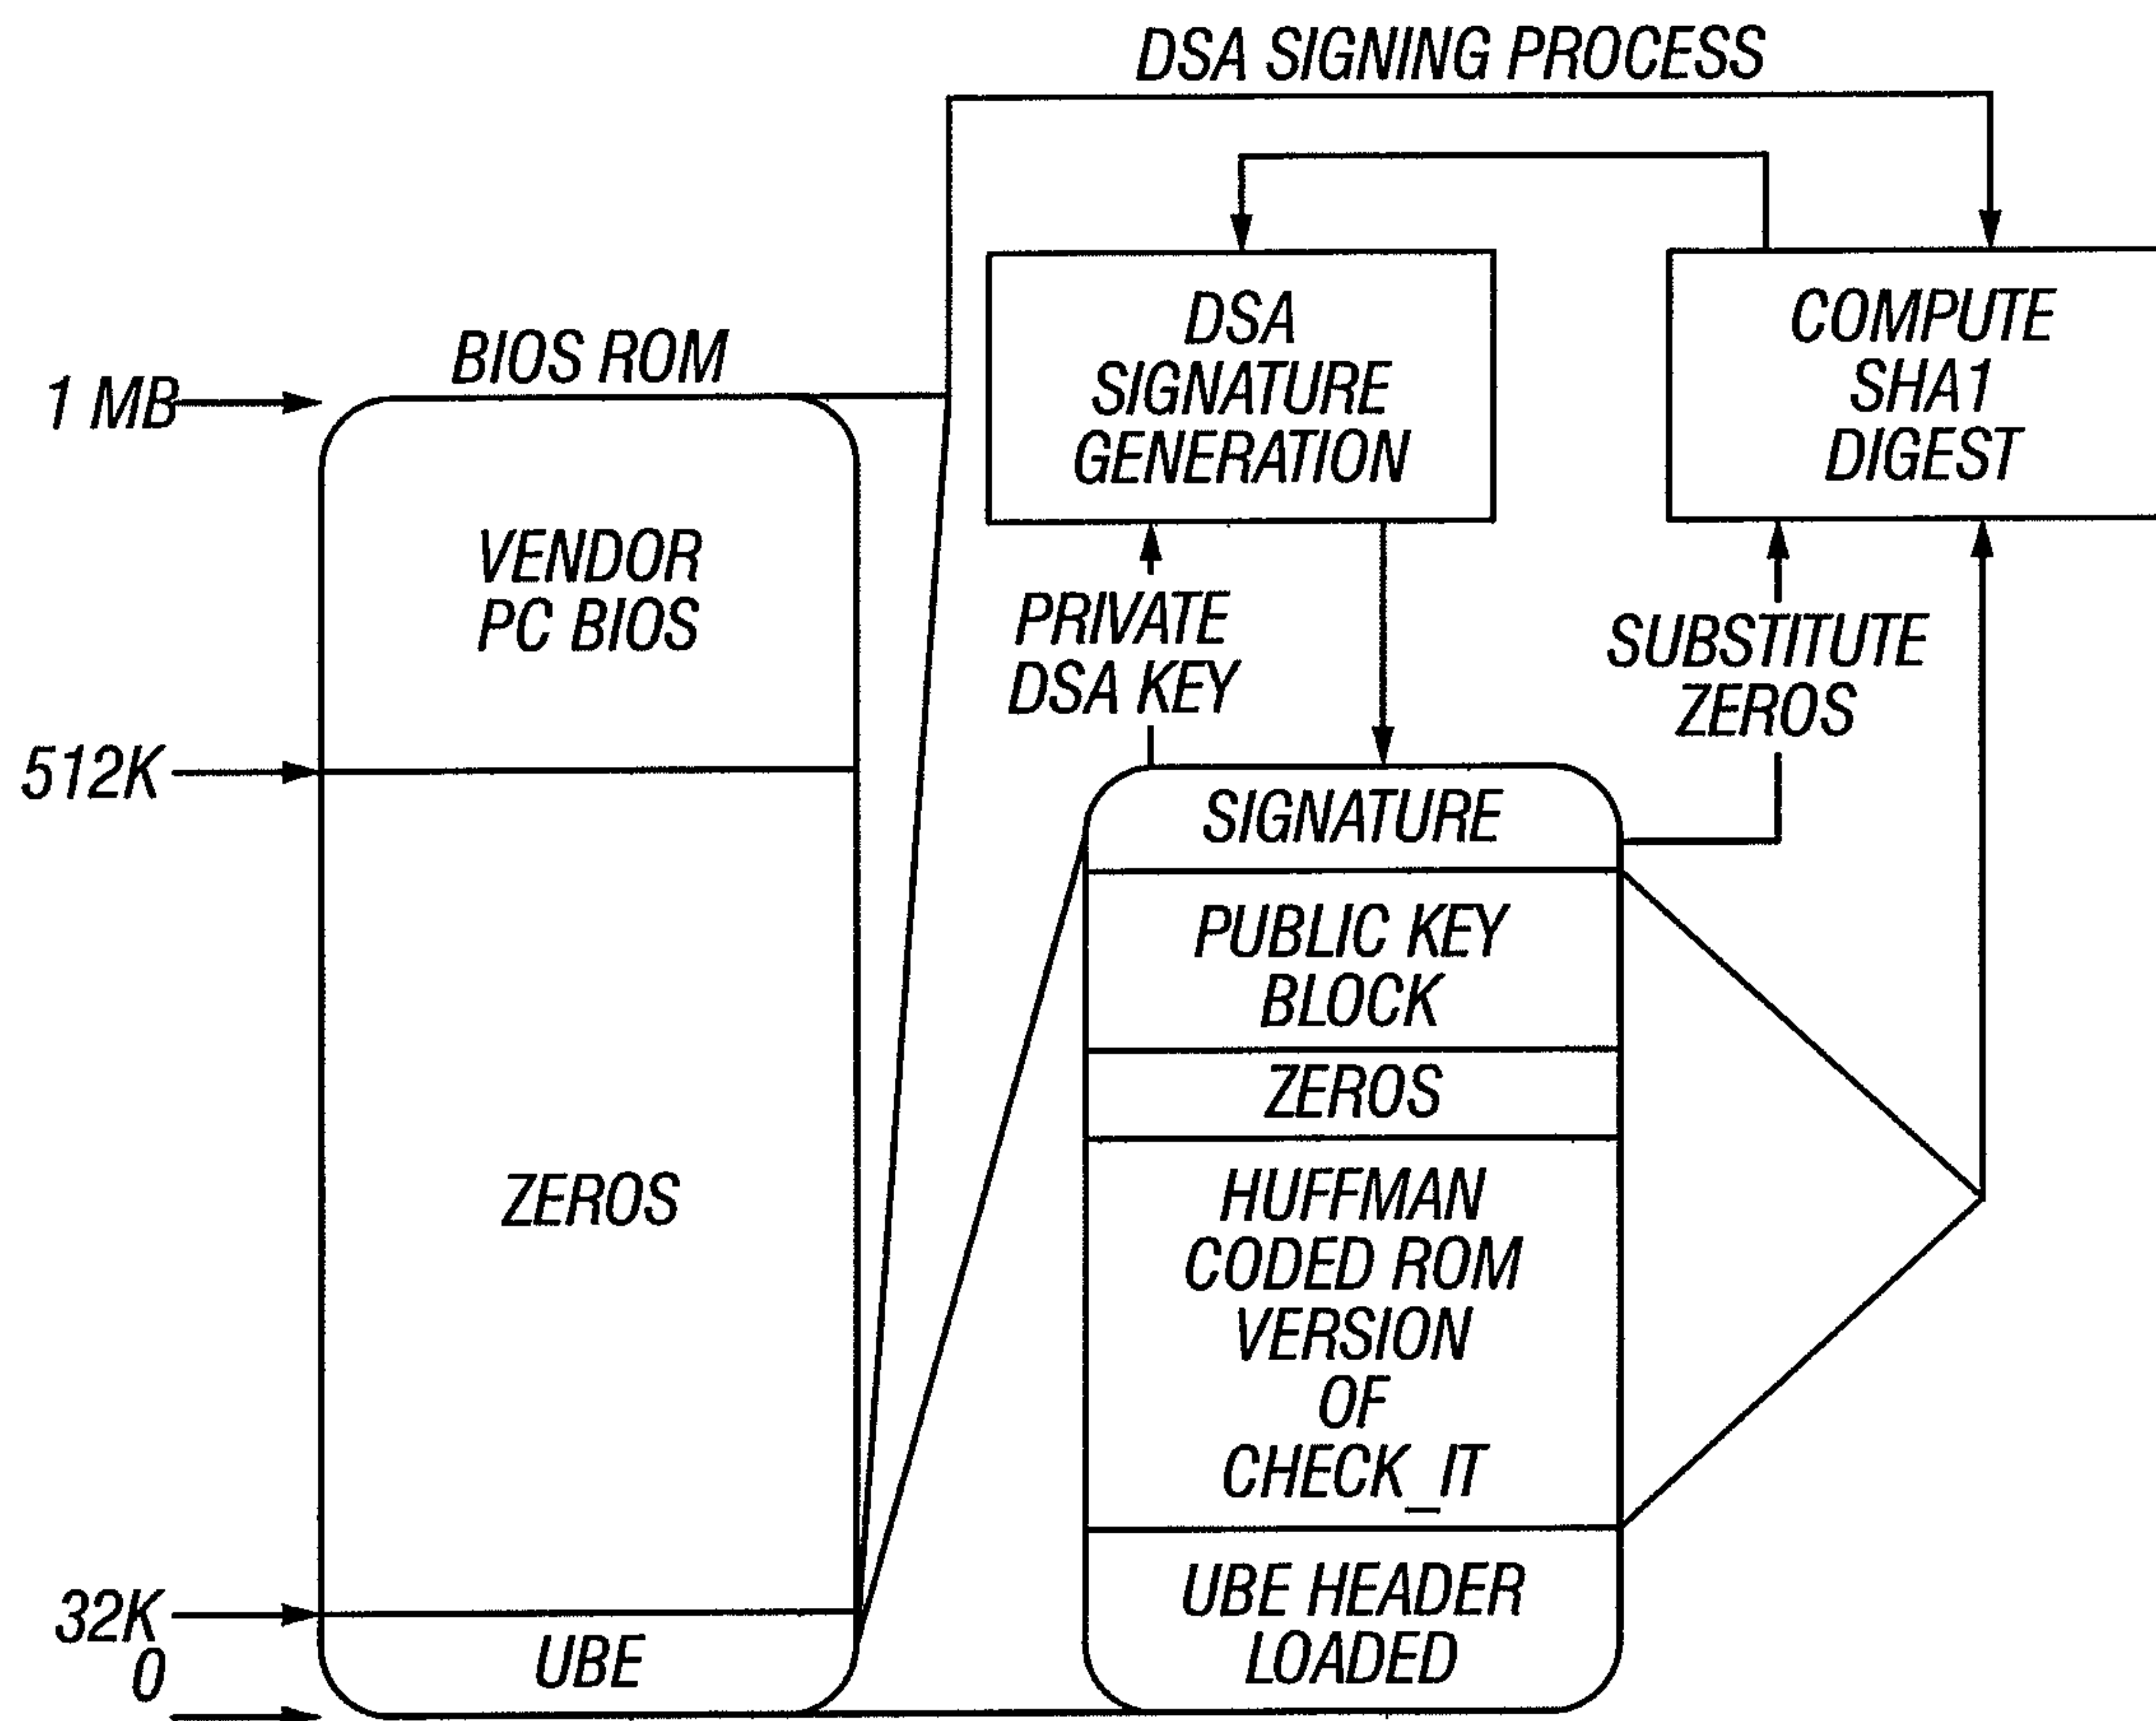 DSA SIGNING PROCESS
BIOS ROM
1 MB
VENDOR
PC BIOS
512K
ZEROS
32K
0
UBE
DSA
SIGNATURE
GENERATION
COMPUTE
SHA1
DIGEST
PRIVATE
DSA KEY
SUBSTITUTE
ZEROS
SIGNATURE
PUBLIC KEY
BLOCK
ZEROS
HUFFMAN
CODED ROM
VERSION
OF
CHECK_IT
UBE HEADER
LOADED